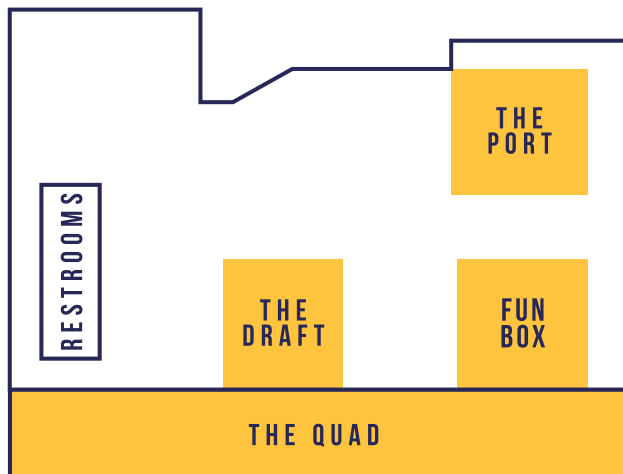 THE
PORT
RESTROOMS
THE
DRAFT
FUN
BOX
THE QUAD